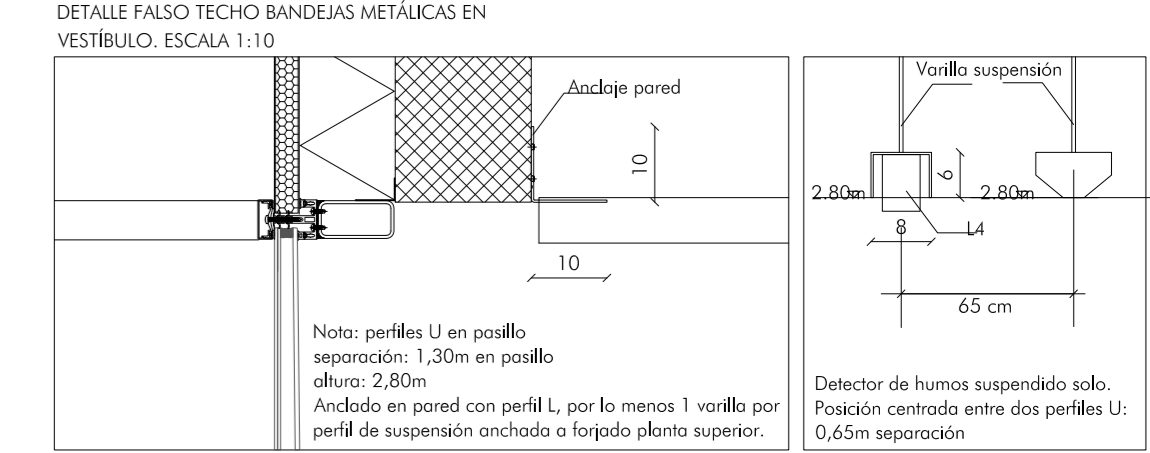 DETALLE FALSO TECHO BANDEJAS METÁLICAS EN
VESTÍBULO. ESCALA 1:10
Anclaje pared
10
10
Nota: perfiles U en pasillo
separación: 1,30m en pasillo
altura: 2,80m
Anclado en pared con perfil L, por lo menos 1 varilla por
perfil de suspensión anchada a forjado planta superior.
Varilla suspensión
2.80m
6
2.80m
8
L4
65 cm
Detector de humos suspendido solo.
Posición centrada entre dos perfiles U:
0,65m separación